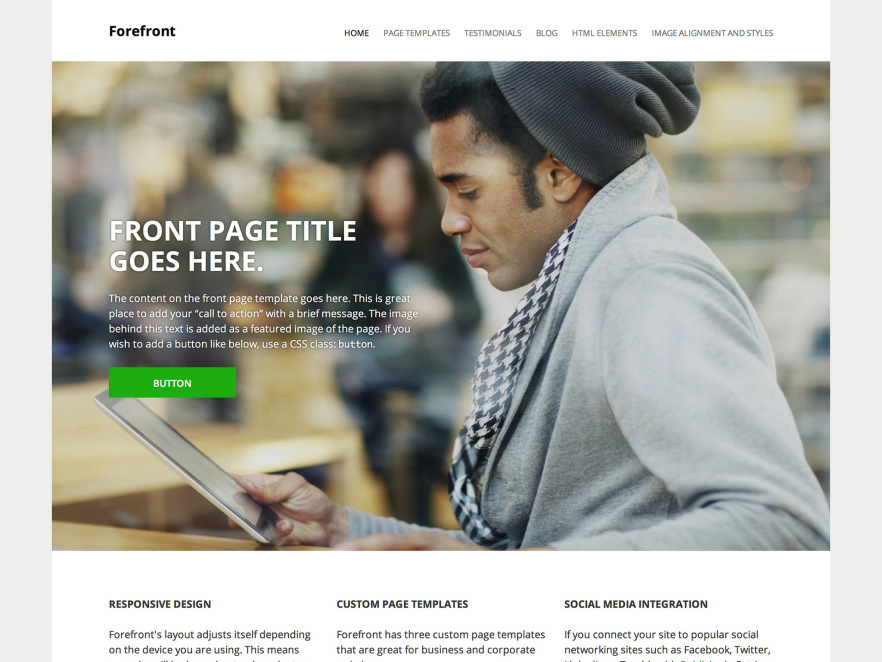 Forefront
HOME PAGE TEMPLATES TESTIMONIALS BLOG HTML ELEMENTS IMAGE ALIGNMENT AND STYLES
FRONT PAGE TITLE
GOES HERE.
The content on the front page template goes here. This is great
place to add your “call to action” with a brief message. The image
behind this text is added as a featured image of the page. If you
wish to add a button like below, use a CSS class: button.
BUTTON
RESPONSIVE DESIGN
Forefront's layout adjusts itself depending
on the device you are using. This means
CUSTOM PAGE TEMPLATES
Forefront has three custom page templates
that are great for business and corporate
SOCIAL MEDIA INTEGRATION
If you connect your site to popular social
networking sites such as Facebook, Twitter,